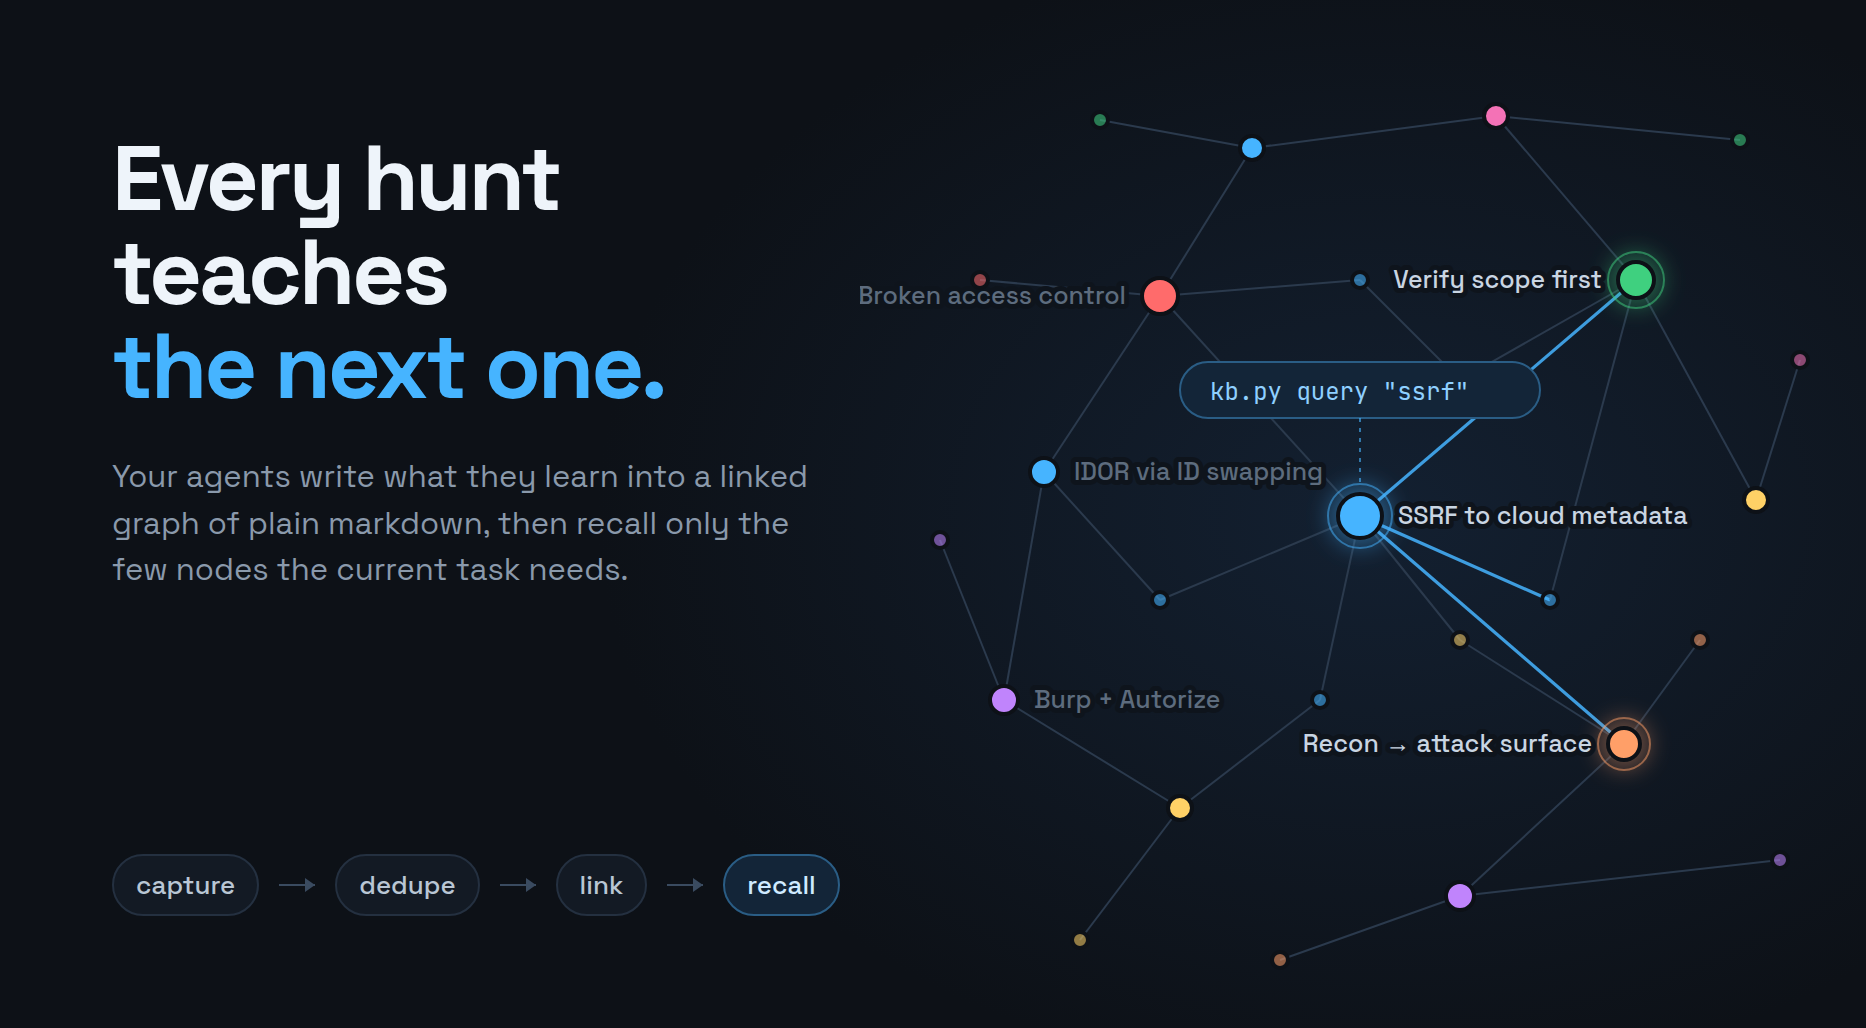 Every hunt
teaches
the next one.
Your agents write what they learn into a linked
graph of plain markdown, then recall only the
few nodes the current task needs.
capture → dedupe → link → recall
Verify scope first
Broken access control
kb.py query "ssrf"
IDOR via ID swapping
SSRF to cloud metadata
Burp + Autorize
Recon → attack surface